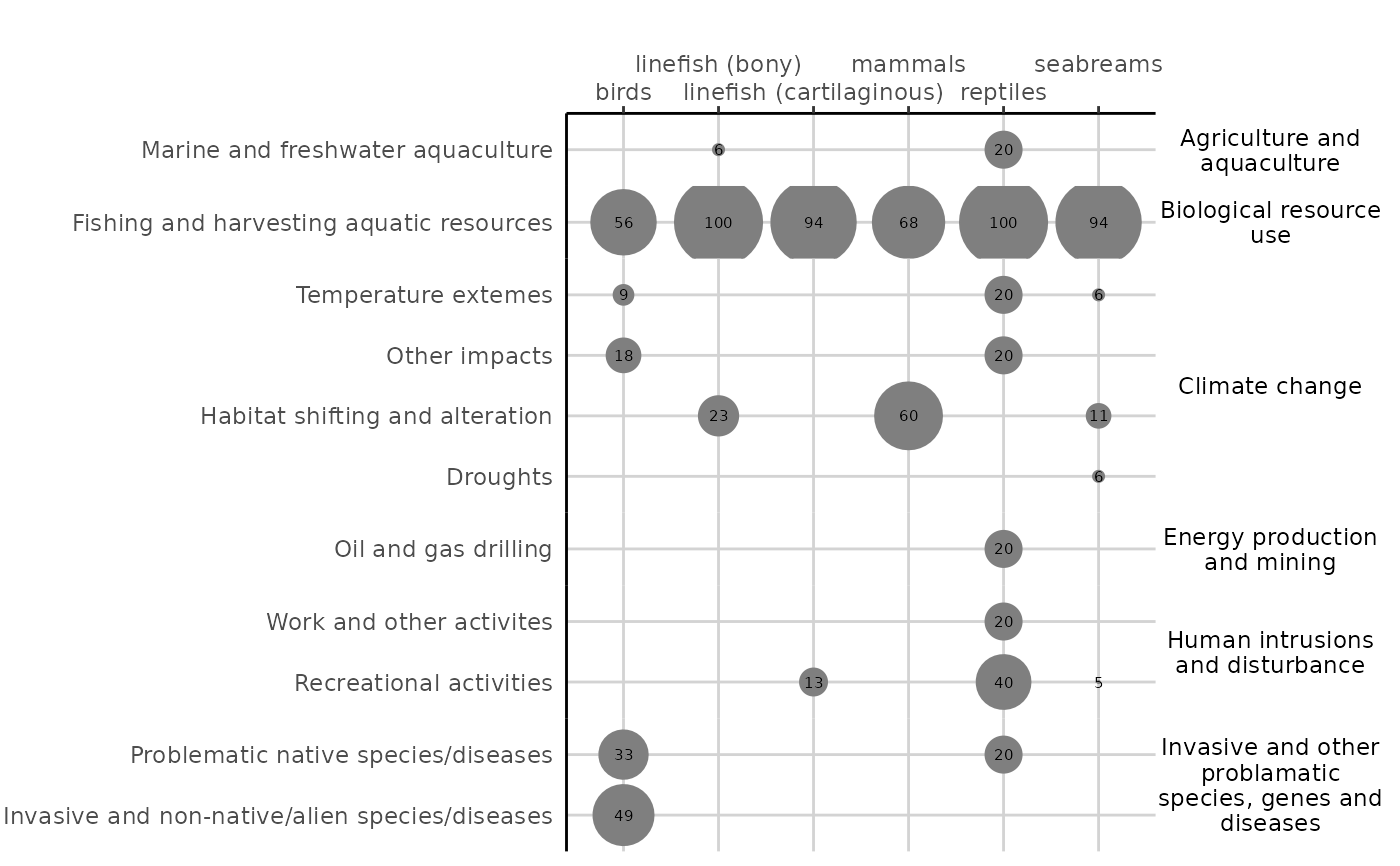 linefish (bony) mammals seabreams
birds linefish (cartilaginous) reptiles
Marine and freshwater aquaculture 6 20
Agriculture and
aquaculture
Fishing and harvesting aquatic resources 56 100 94 68 100 94
Biological resource
use
Temperature extemes 9 20 6
Other impacts 18 20
Climate change
Habitat shifting and alteration 23 60 11
Droughts 6
Oil and gas drilling 20
Energy production
and mining
Work and other activites 20
Human intrusions
and disturbance
Recreational activities 13 40 5
Problematic native species/diseases 33 20
Invasive and other
problamatic
species, genes and
diseases
Invasive and non-native/alien species/diseases 49